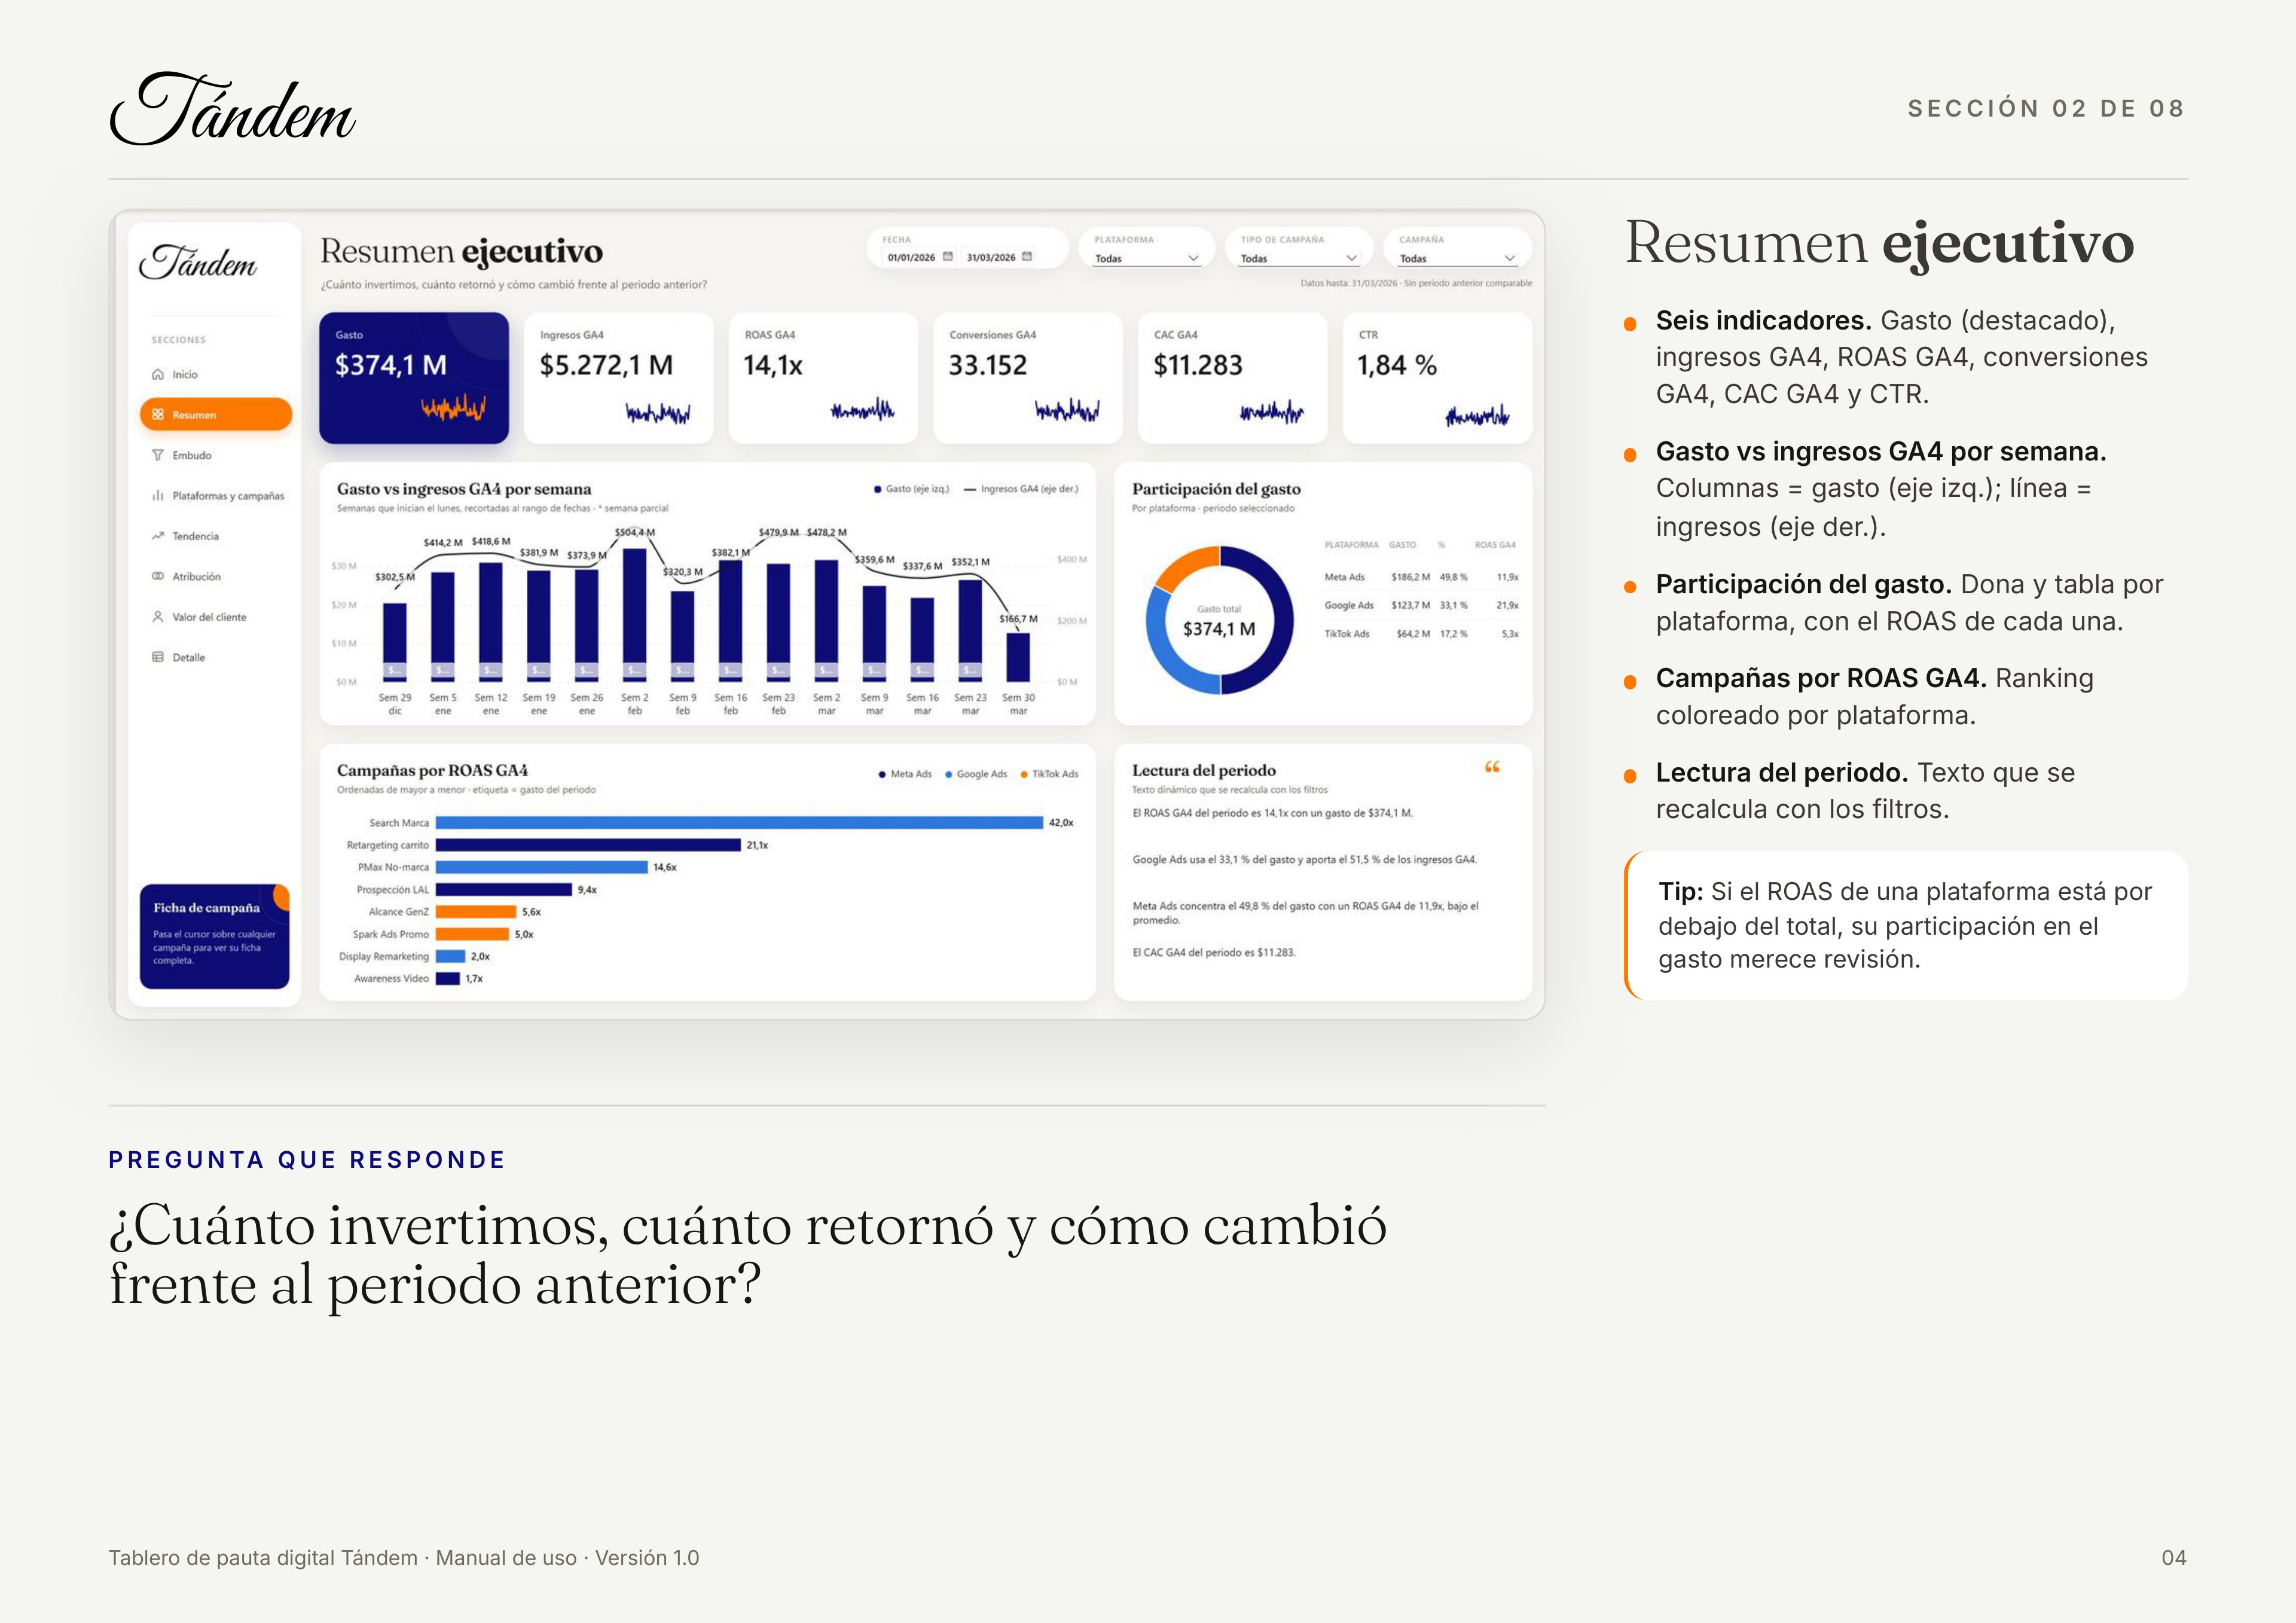 Tándem
SECCIÓN 02 DE 08
Tándem
SECCIONES
Inicio
Resumen
Embudo
Plataformas y campañas
Tendencia
Atribución
Valor del cliente
Detalle
Ficha de campaña
Pasa el cursor sobre cualquier
campaña para ver su ficha
completa.
Resumen ejecutivo
¿Cuánto invertimos, cuánto retornó y cómo cambió frente al periodo anterior?
FECHA
01/01/2026 31/03/2026
PLATAFORMA
Todas
TIPO DE CAMPAÑA
Todas
CAMPAÑA
Todas
Datos hasta: 31/03/2026 · Sin periodo anterior comparable
Gasto
$374,1 M
Ingresos GA4
$5.272,1 M
ROAS GA4
14,1x
Conversiones GA4
33.152
CAC GA4
$11.283
CTR
1,84 %
Gasto vs ingresos GA4 por semana
Gasto (eje izq.) Ingresos GA4 (eje der.)
Semanas que inician el lunes, recortadas al rango de fechas · * semana parcial
$30 M
$20 M
$10 M
$0 M
$302,5 M
$414,2 M
$418,6 M
$381,9 M
$373,9 M
$504,4 M
$320,3 M
$382,1 M
$479,9 M
$478,2 M
$359,6 M
$337,6 M
$352,1 M
$166,7 M
$400 M
$200 M
$0 M
$... $... $... $... $... $... $... $... $... $... $... $... $...
Sem 29 dic
Sem 5 ene
Sem 12 ene
Sem 19 ene
Sem 26 ene
Sem 2 feb
Sem 9 feb
Sem 16 feb
Sem 23 feb
Sem 2 mar
Sem 9 mar
Sem 16 mar
Sem 23 mar
Sem 30 mar
Participación del gasto
Por plataforma · periodo seleccionado
Gasto total
$374,1 M
PLATAFORMA GASTO % ROAS GA4
Meta Ads $186,2 M 49,8 % 11,9x
Google Ads $123,7 M 33,1 % 21,9x
TikTok Ads $64,2 M 17,2 % 5,3x
Campañas por ROAS GA4
Meta Ads Google Ads TikTok Ads
Ordenadas de mayor a menor · etiqueta = gasto del periodo
Search Marca 42,0x
Retargeting carrito 21,1x
PMax No-marca 14,6x
Prospección LAL 9,4x
Alcance GenZ 5,6x
Spark Ads Promo 5,0x
Display Remarketing 2,0x
Awareness Video 1,7x
Lectura del periodo “
Texto dinámico que se recalcula con los filtros
El ROAS GA4 del periodo es 14,1x con un gasto de $374,1 M.
Google Ads usa el 33,1 % del gasto y aporta el 51,5 % de los ingresos GA4.
Meta Ads concentra el 49,8 % del gasto con un ROAS GA4 de 11,9x, bajo el
promedio.
El CAC GA4 del periodo es $11.283.
Resumen ejecutivo
Seis indicadores. Gasto (destacado),
ingresos GA4, ROAS GA4, conversiones
GA4, CAC GA4 y CTR.
Gasto vs ingresos GA4 por semana.
Columnas = gasto (eje izq.); línea =
ingresos (eje der.).
Participación del gasto. Dona y tabla por
plataforma, con el ROAS de cada una.
Campañas por ROAS GA4. Ranking
coloreado por plataforma.
Lectura del periodo. Texto que se
recalcula con los filtros.
Tip: Si el ROAS de una plataforma está por
debajo del total, su participación en el
gasto merece revisión.
PREGUNTA QUE RESPONDE
¿Cuánto invertimos, cuánto retornó y cómo cambió
frente al periodo anterior?
Tablero de pauta digital Tándem · Manual de uso · Versión 1.0
04